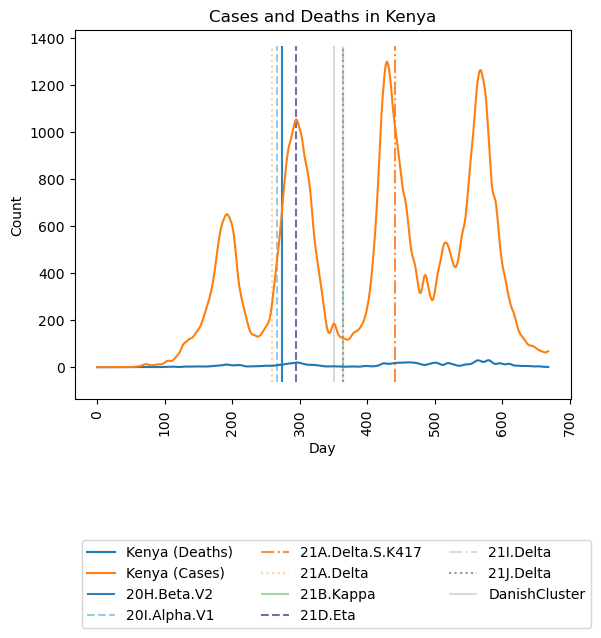 Cases and Deaths in Kenya
1400
1200
1000
800
600
400
200
0
Count
0 100 200 300 400 500 600 700
Day
Kenya (Deaths) 21A.Delta.S.K417 21I.Delta
Kenya (Cases) 21A.Delta 21J.Delta
20H.Beta.V2 21B.Kappa DanishCluster
20I.Alpha.V1 21D.Eta